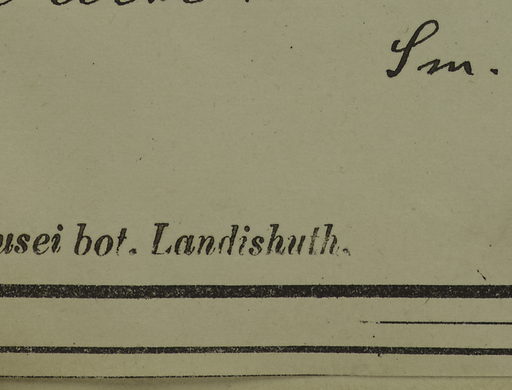 Sm.
usei bot. Landishuth.